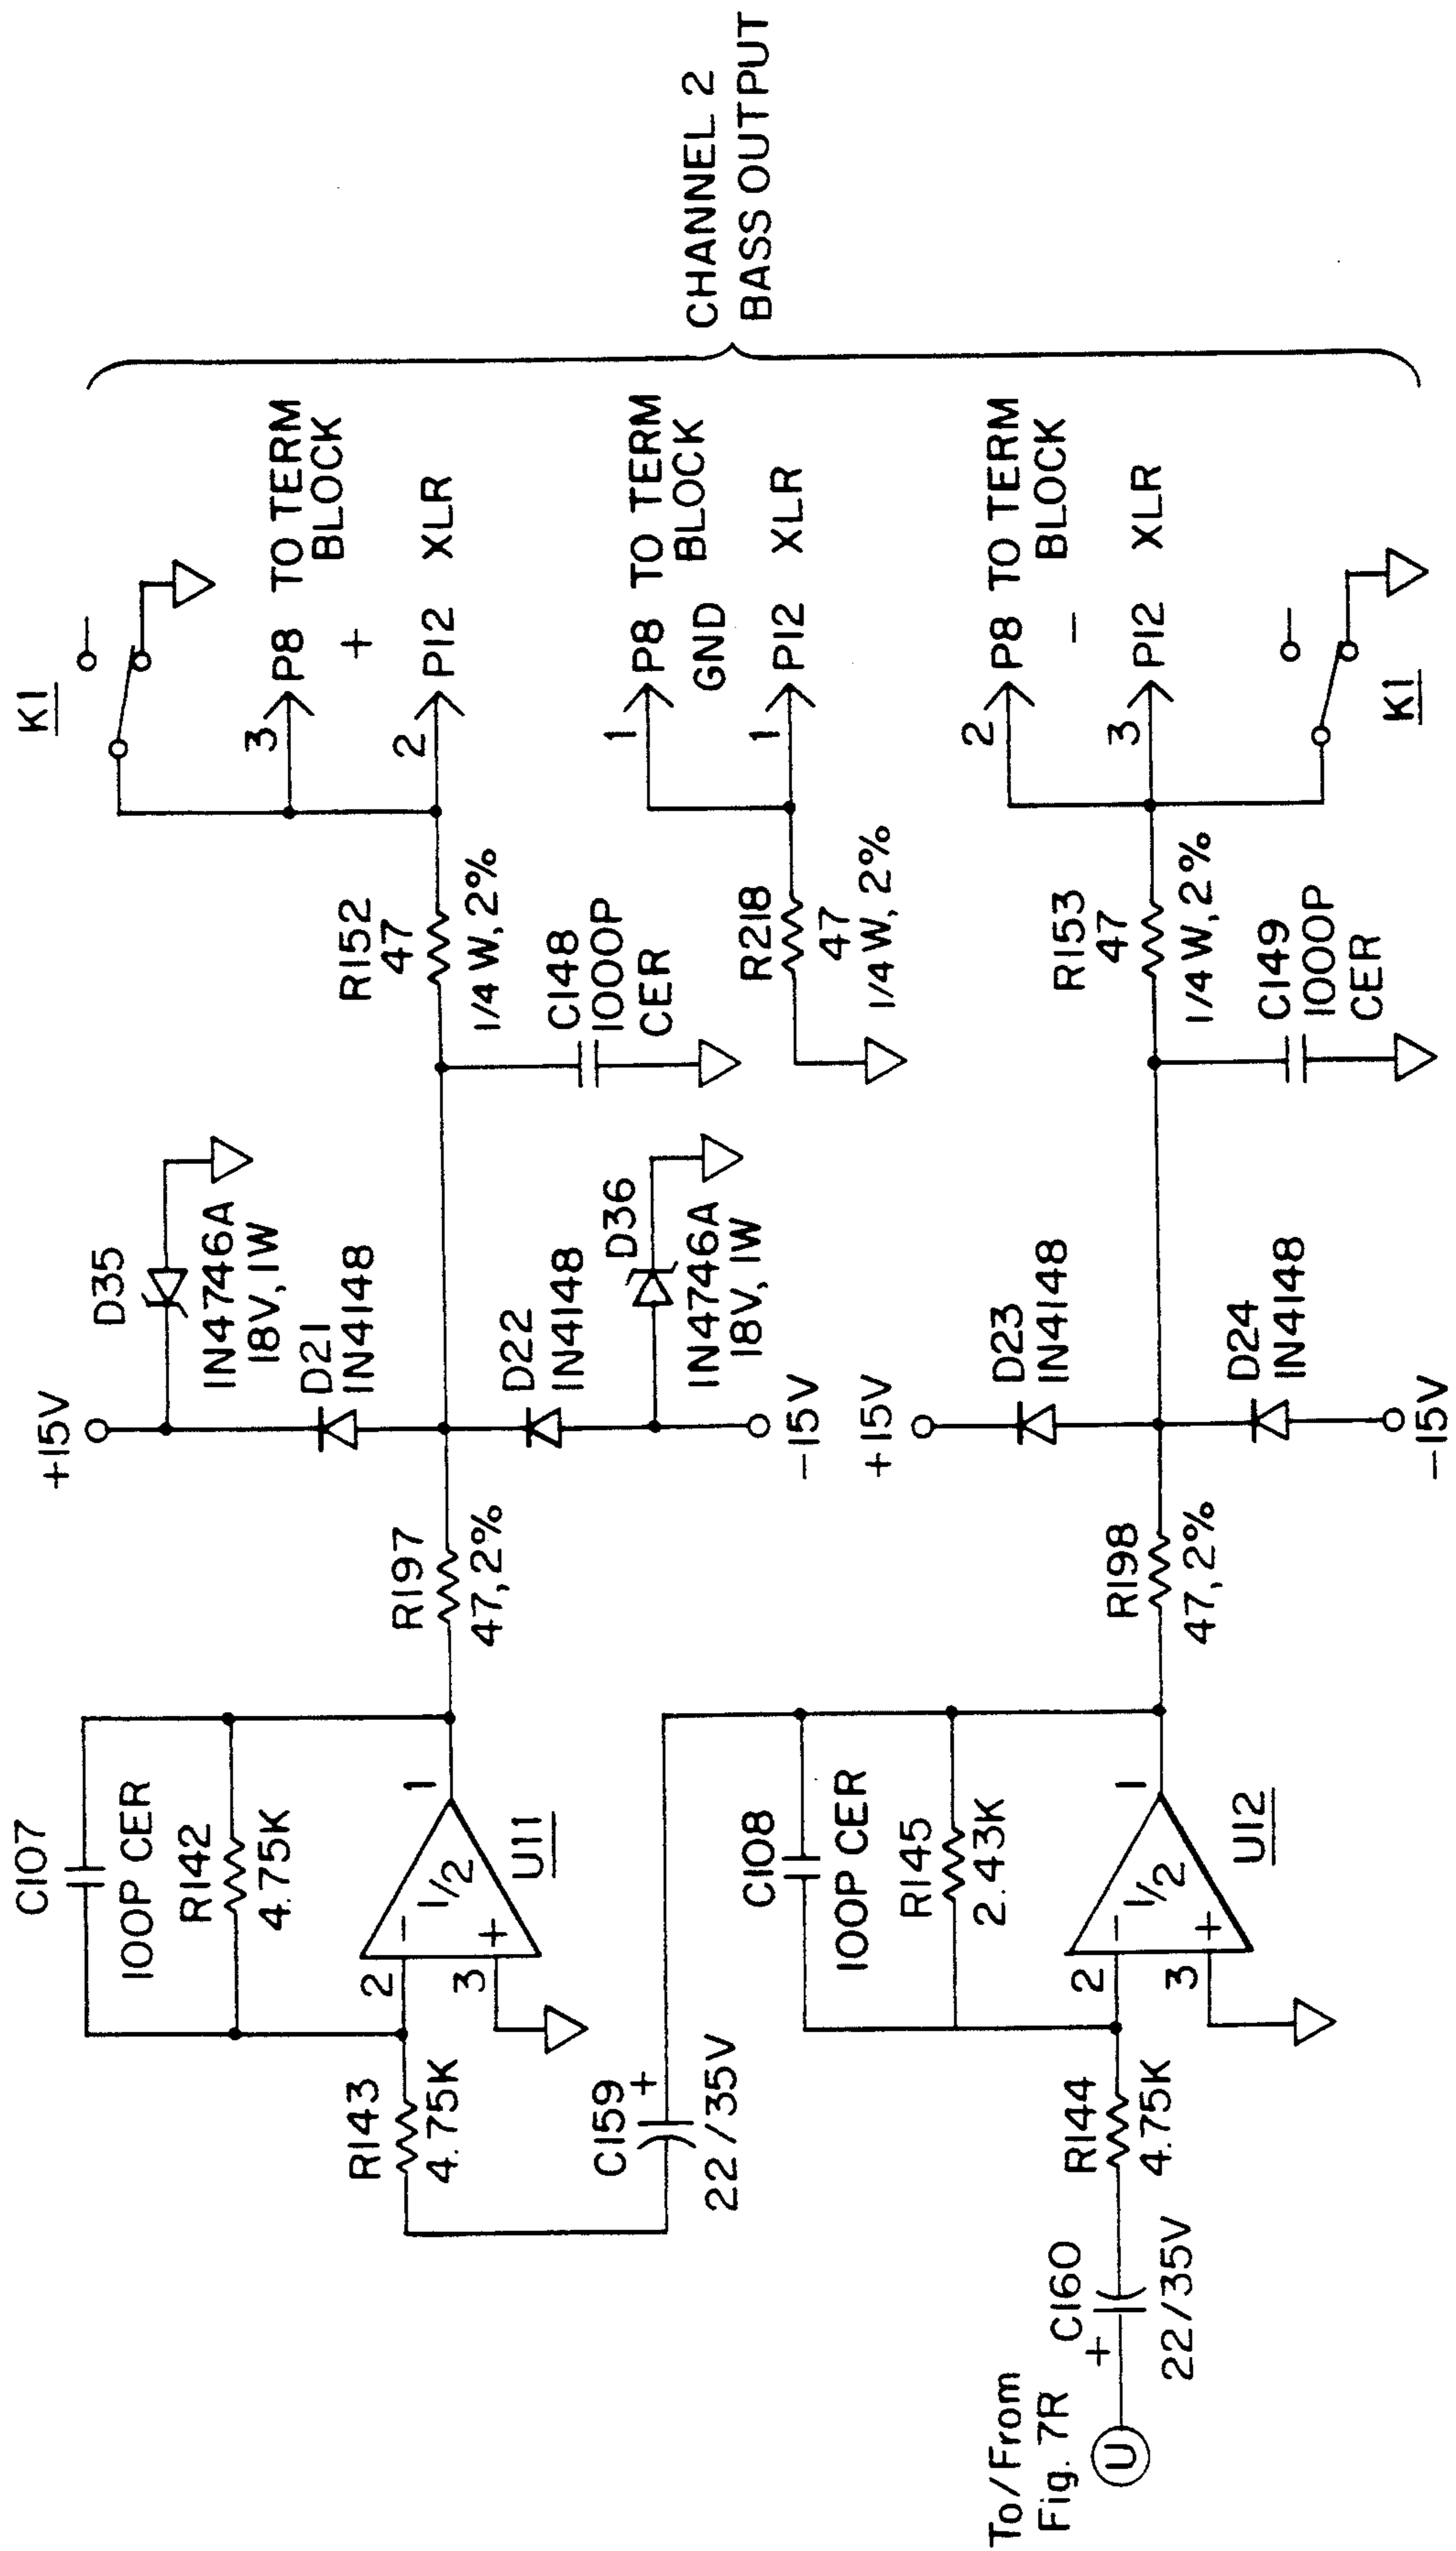 K1
3
P8 TO TERM
BLOCK
+
2
P12 XLR
1
P8 TO TERM
BLOCK
GND
1
P12 XLR
2
P8 TO TERM
BLOCK
–
3
P12 XLR
K1
CHANNEL 2
BASS OUTPUT
+15V
D35
1N4746A
18V, 1W
D21
1N4148
D22
1N4148
D36
1N4746A
18V, 1W
–15V
R152
47
1/4 W, 2%
C148
1000P
CER
R218
47
1/4 W, 2%
R197
47, 2%
C107
100P CER
R142
4.75K
1
2
–
1/2
3
+
U11
R143
4.75K
C159
+
22/35V
+15V
D23
1N4148
D24
1N4148
–15V
R153
47
1/4 W, 2%
C149
1000P
CER
R198
47, 2%
C108
100P CER
R145
2.43K
1
2
–
1/2
3
+
U12
R144
4.75K
C160
+
22/35V
To/From
Fig. 7R
U